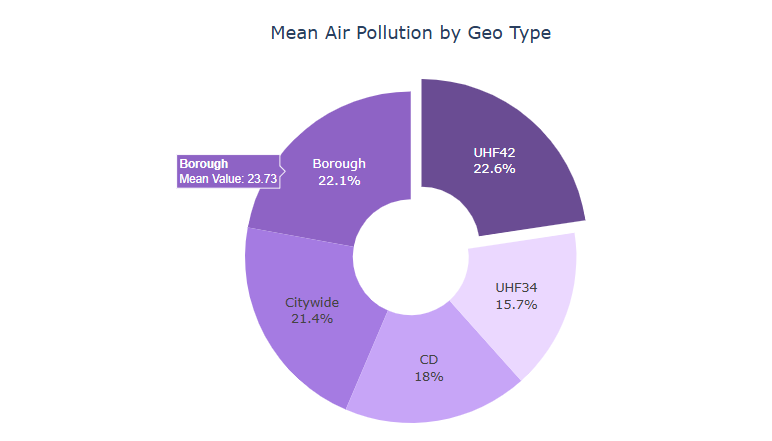 Mean Air Pollution by Geo Type
UHF42
22.6%
Borough
Mean Value: 23.73
Borough
22.1%
UHF34
15.7%
Citywide
21.4%
CD
18%